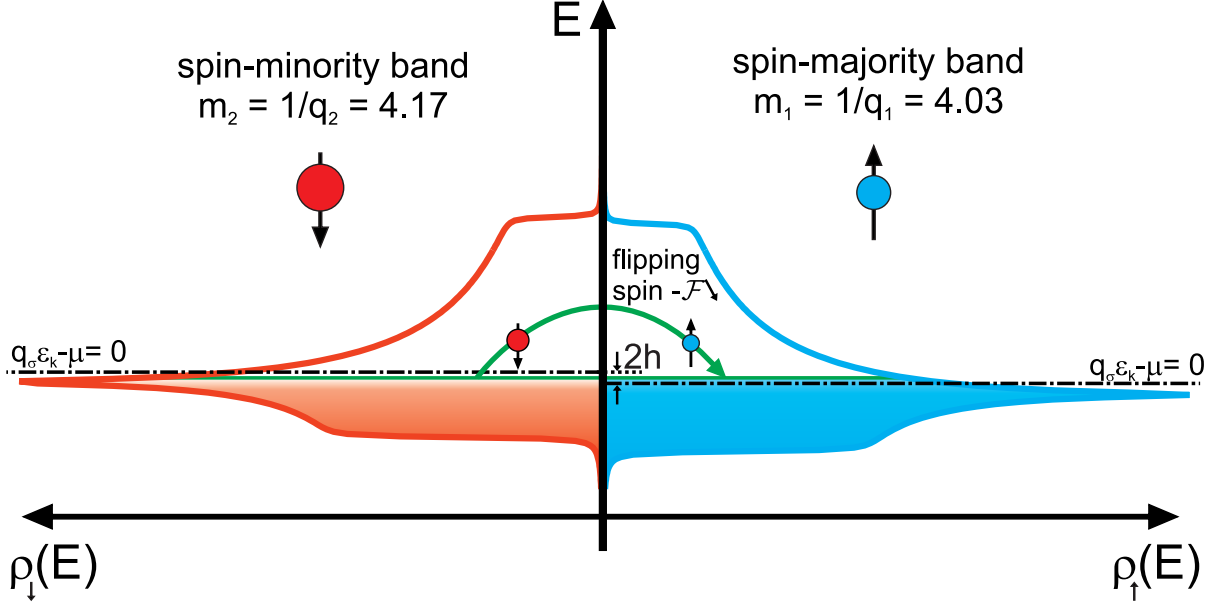 E
spin-minority band
m₂ = 1/q₂ = 4.17
spin-majority band
m₁ = 1/q₁ = 4.03
flipping
spin -ℱ↘
2h
q_σε_k-μ= 0
q_σε_k-μ= 0
ρ↓(E)
ρ↑(E)